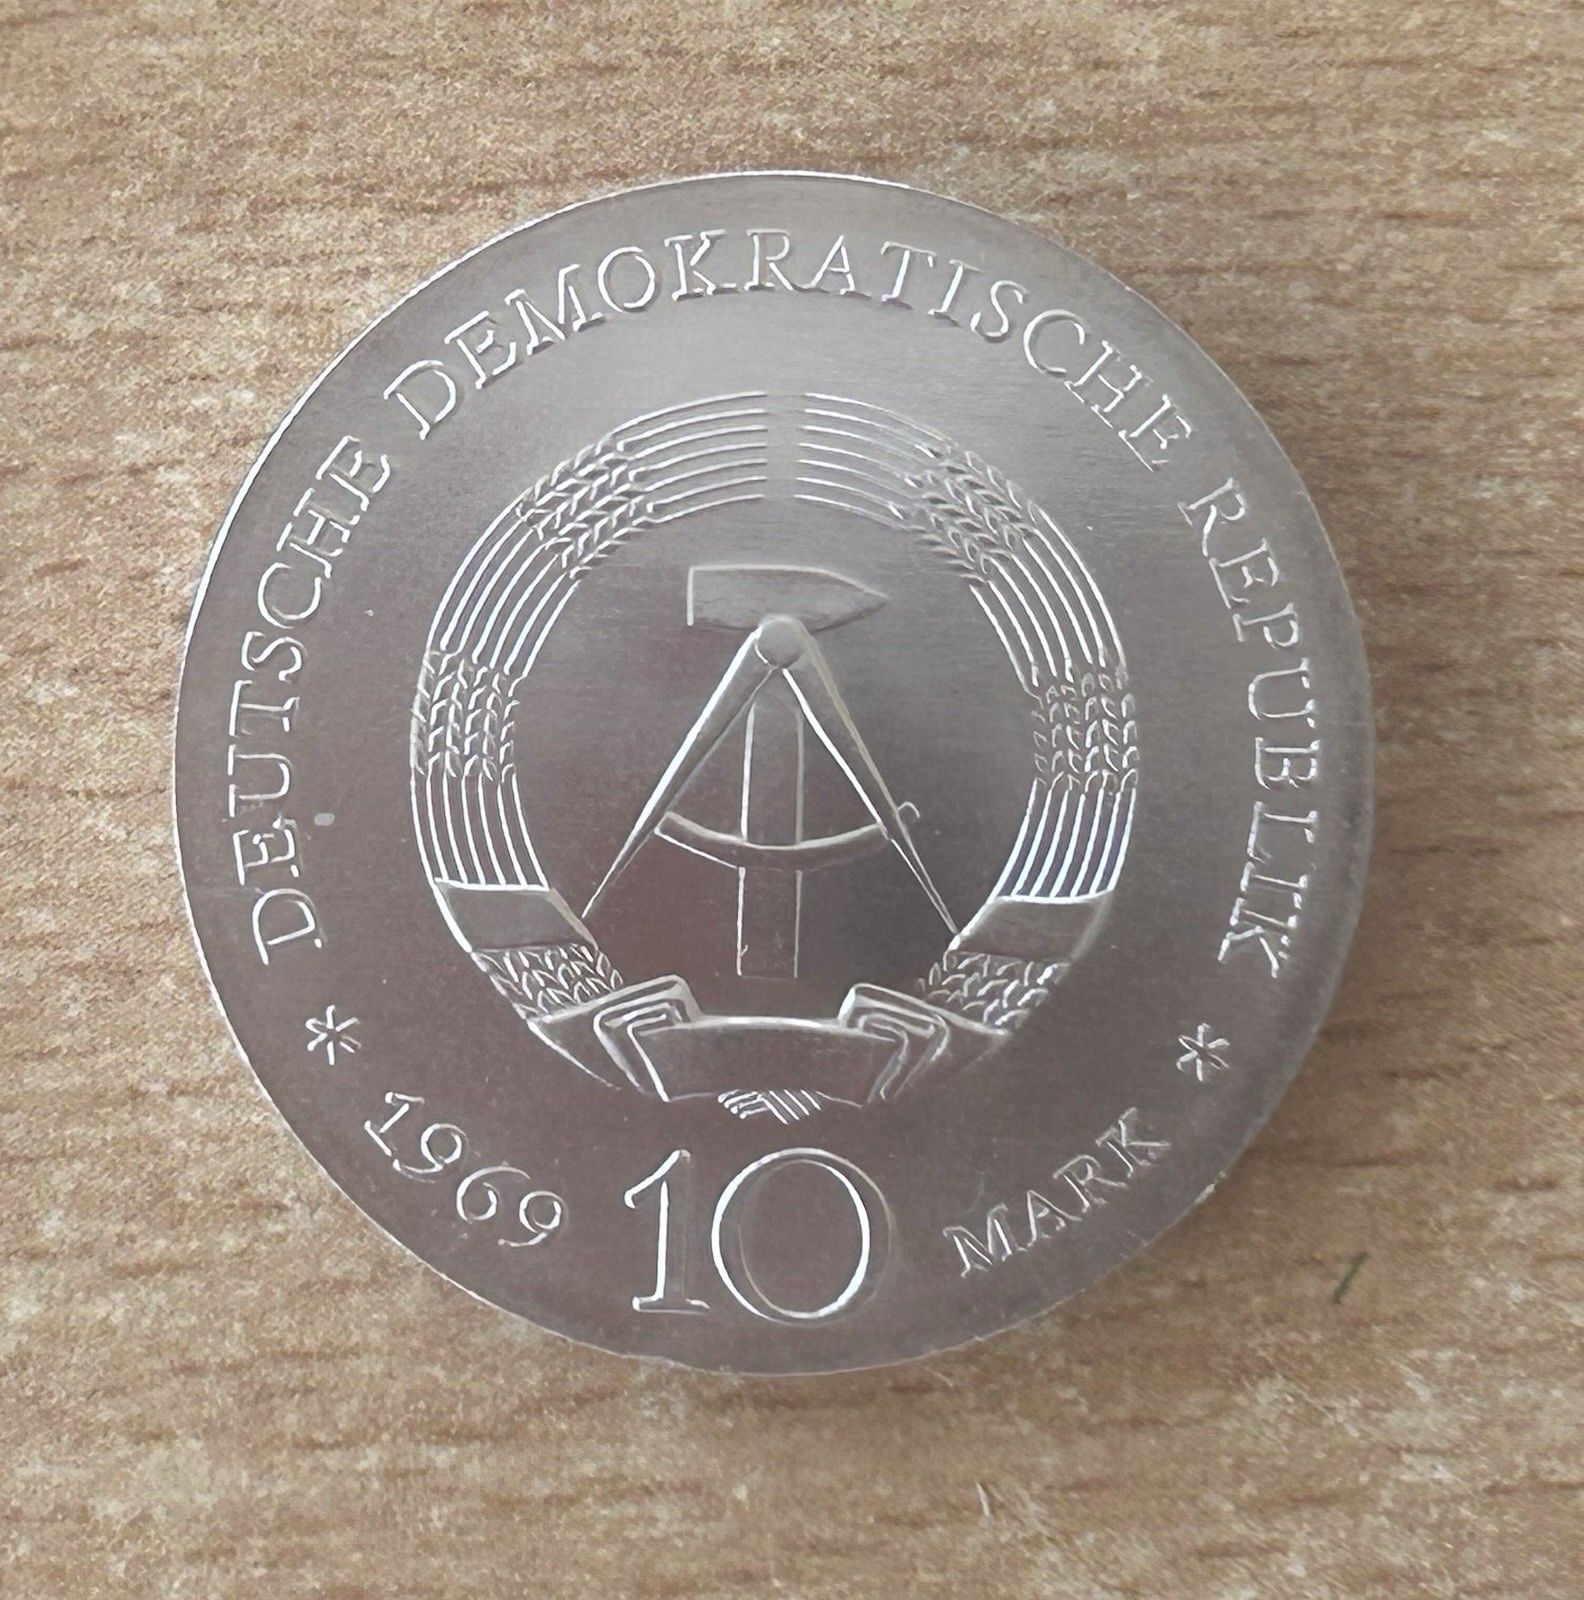 DEUTSCHE DEMOKRATISCHE REPUBLIK
* 1969 10 MARK *